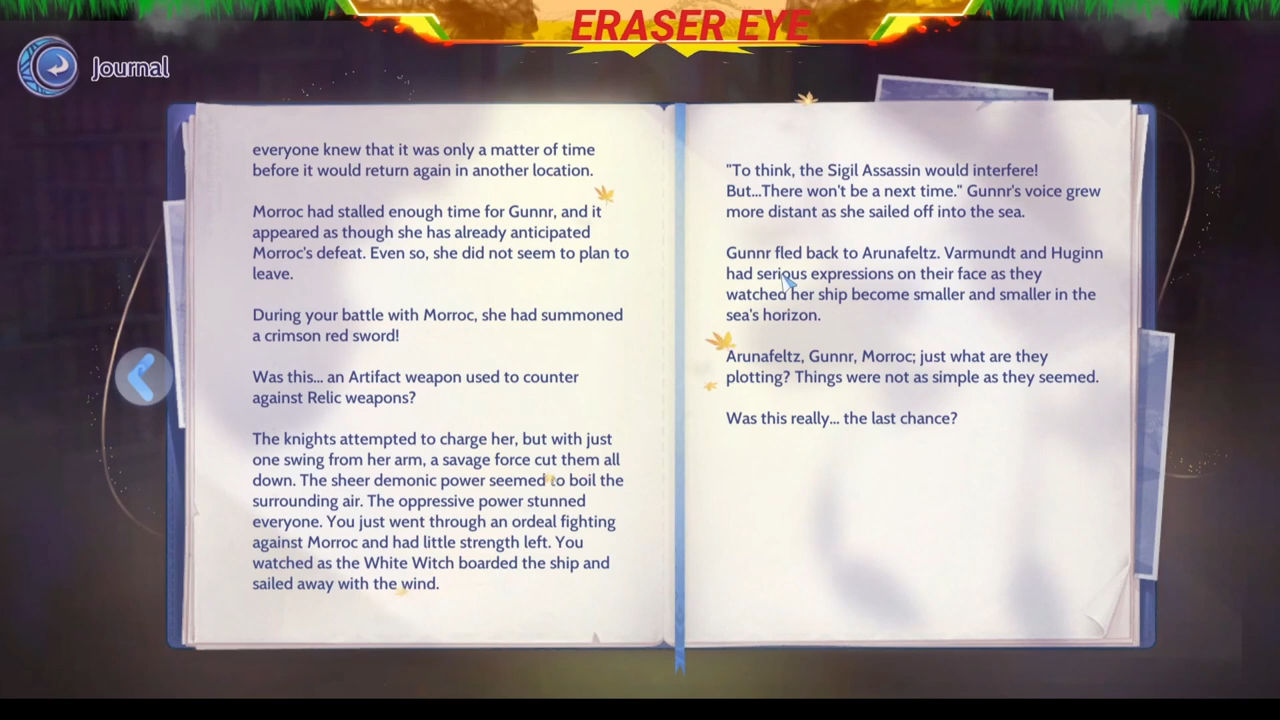 ERASER EYE
Journal
everyone knew that it was only a matter of time
before it would return again in another location.
Morroc had stalled enough time for Gunnr, and it
appeared as though she has already anticipated
Morroc's defeat. Even so, she did not seem to plan to
leave.
During your battle with Morroc, she had summoned
a crimson red sword!
Was this... an Artifact weapon used to counter
against Relic weapons?
The knights attempted to charge her, but with just
one swing from her arm, a savage force cut them all
down. The sheer demonic power seemed to boil the
surrounding air. The oppressive power stunned
everyone. You just went through an ordeal fighting
against Morroc and had little strength left. You
watched as the White Witch boarded the ship and
sailed away with the wind.
"To think, the Sigil Assassin would interfere!
But...There won't be a next time." Gunnr's voice grew
more distant as she sailed off into the sea.
Gunnr fled back to Arunafeltz. Varmundt and Huginn
had serious expressions on their face as they
watched her ship become smaller and smaller in the
sea's horizon.
Arunafeltz, Gunnr, Morroc; just what are they
plotting? Things were not as simple as they seemed.
Was this really... the last chance?